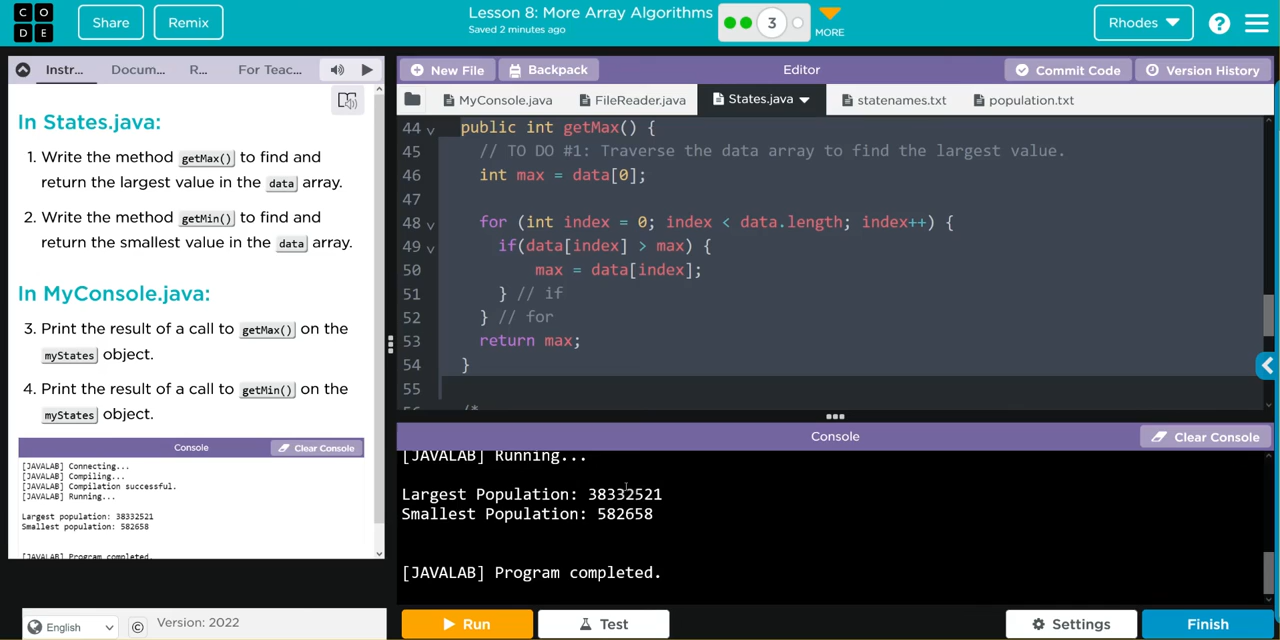 CO
DE
Share
Remix
Lesson 8: More Array Algorithms
Saved 2 minutes ago
3
MORE
Rhodes
?
Instr...
Docum...
R...
For Teac...
In States.java:
1. Write the method getMax() to find and
return the largest value in the data array.
2. Write the method getMin() to find and
return the smallest value in the data array.
In MyConsole.java:
3. Print the result of a call to getMax() on the
myStates object.
4. Print the result of a call to getMin() on the
myStates object.
Console
Clear Console
[JAVALAB] Connecting...
[JAVALAB] Compiling...
[JAVALAB] Compilation successful.
[JAVALAB] Running...
Largest population: 38332521
Smallest population: 582658
[JAVALAB] Program completed.
English
©
Version: 2022
New File
Backpack
Editor
Commit Code
Version History
MyConsole.java
FileReader.java
States.java
statenames.txt
population.txt
44 public int getMax() {
45 // TO DO #1: Traverse the data array to find the largest value.
46 int max = data[0];
47
48 for (int index = 0; index < data.length; index++) {
49 if(data[index] > max) {
50 max = data[index];
51 } // if
52 } // for
53 return max;
54 }
55
56 /*
Console
Clear Console
[JAVALAB] Running...
Largest Population: 38332521
Smallest Population: 582658
[JAVALAB] Program completed.
Run
Test
Settings
Finish